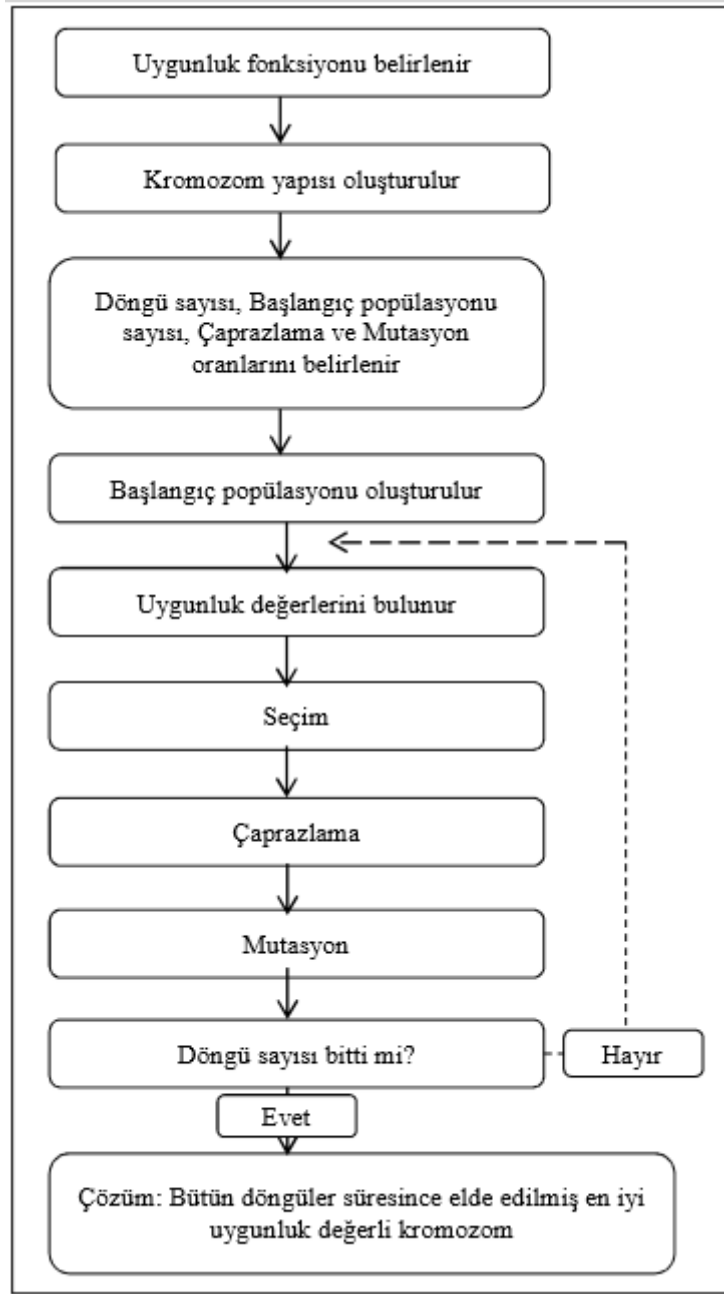 Uygunluk fonksiyonu belirlenir
Kromozom yapısı oluşturulur
Döngü sayısı, Başlangıç popülasyonu
sayısı, Çaprazlama ve Mutasyon
oranlarını belirlenir
Başlangıç popülasyonu oluşturulur
Uygunluk değerlerini bulunur
Seçim
Çaprazlama
Mutasyon
Döngü sayısı bitti mi?
Hayır
Evet
Çözüm: Bütün döngüler süresince elde edilmiş en iyi
uygunluk değerli kromozom